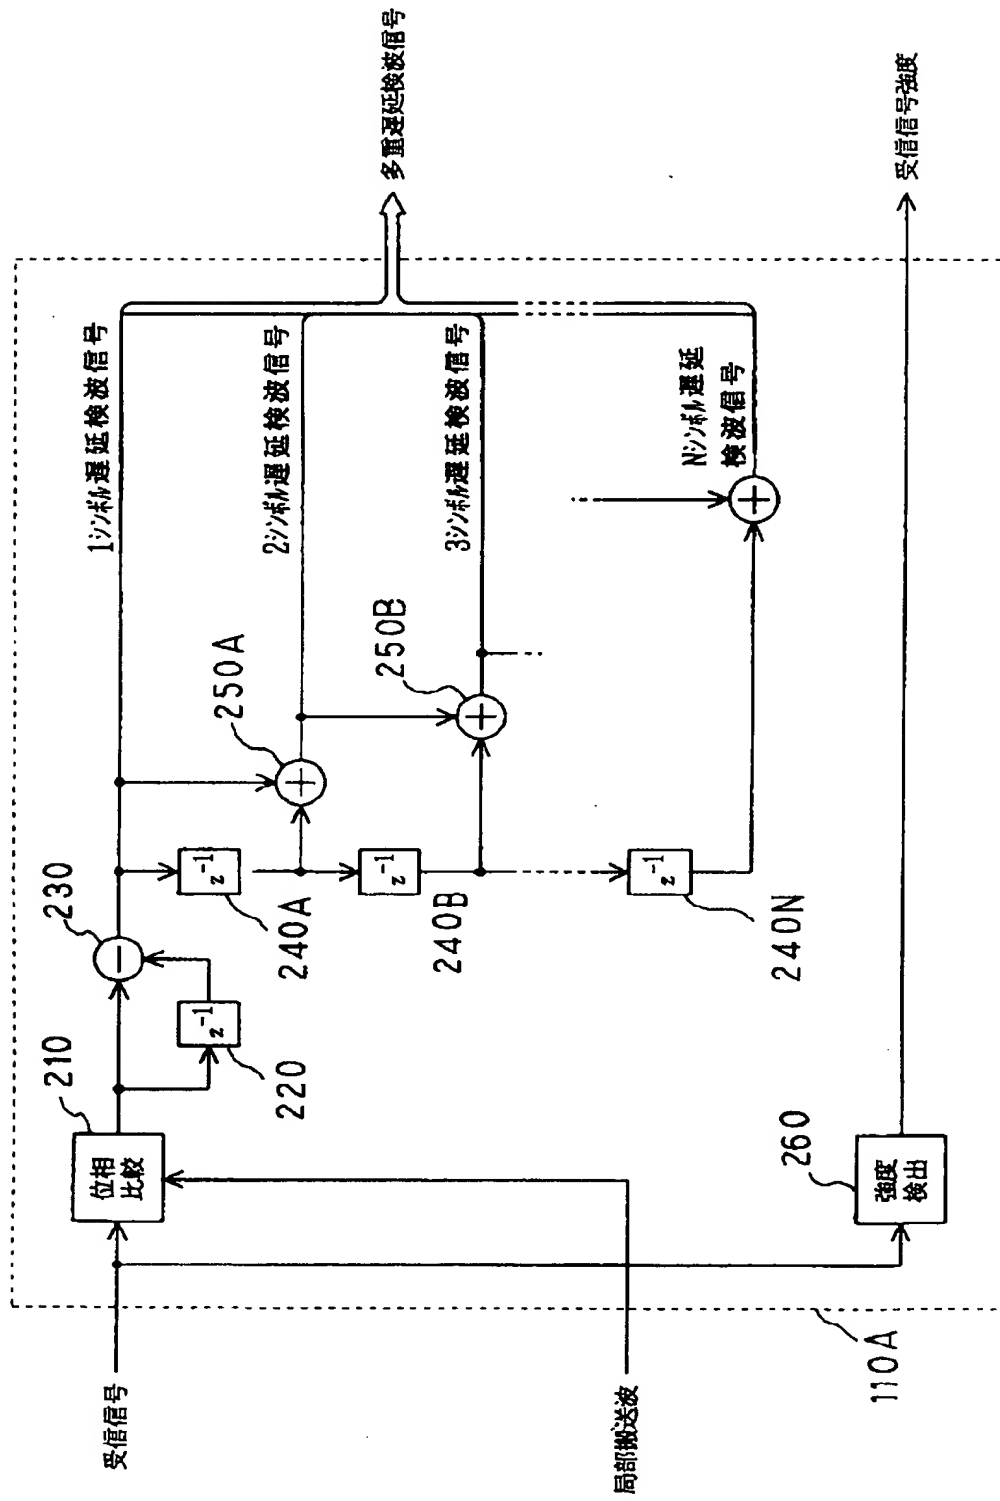 受信信号
局部搬送波
110A
位相
比較
210
z⁻¹
220
−
230
z⁻¹
240A
z⁻¹
240B
z⁻¹
240N
+
250A
+
250B
+
1シンボル遅延検波信号
2シンボル遅延検波信号
3シンボル遅延検波信号
Nシンボル遅延
検波信号
多重遅延検波信号
強度
検出
260
受信信号強度